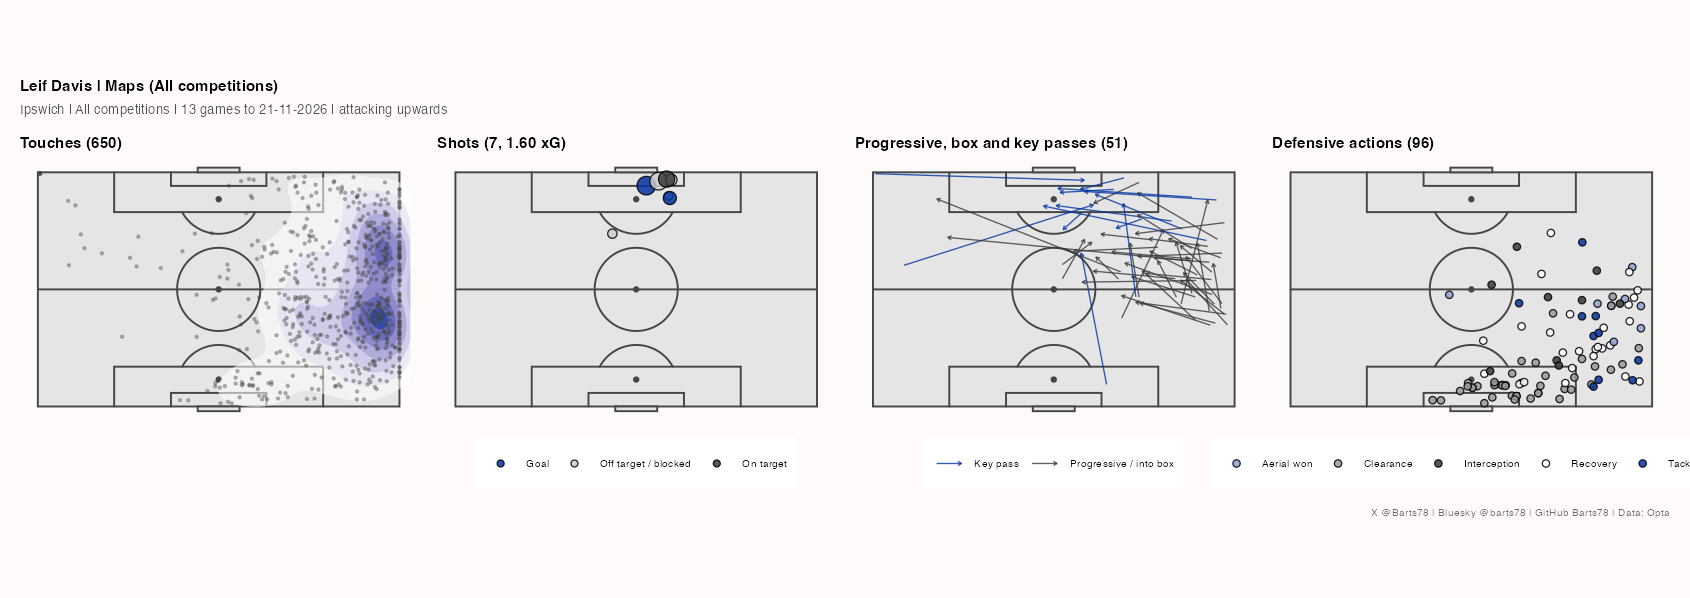 Leif Davis | Maps (All competitions)
Ipswich | All competitions | 13 games to 21-11-2026 | attacking upwards
Touches (650)
Shots (7, 1.60 xG)
Progressive, box and key passes (51)
Defensive actions (96)
Goal
Off target / blocked
On target
Key pass
Progressive / into box
Aerial won
Clearance
Interception
Recovery
Tack
X @Barts78 | Bluesky @barts78 | GitHub Barts78 | Data: Opta